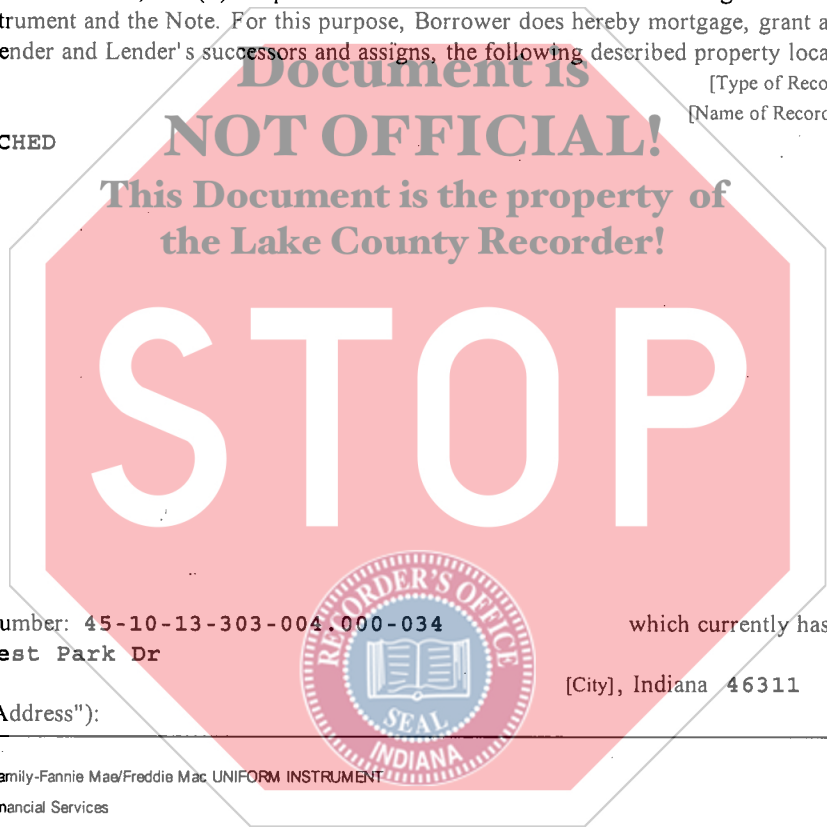 trument and the Note. For this purpose, Borrower does hereby mortgage, grant a
ender and Lender's successors and assigns, the following described property loca
Document is
[Type of Reco
[Name of Record
NOT OFFICIAL!
CHED
This Document is the property of
the Lake County Recorder!
STOP
RECORDER'S OFFICE
umber: 45-10-13-303-004.000-034 which currently has
est Park Dr
[City], Indiana 46311
Address"):
SEAL
INDIANA
amily-Fannie Mae/Freddie Mac UNIFORM INSTRUMENT
nancial Services